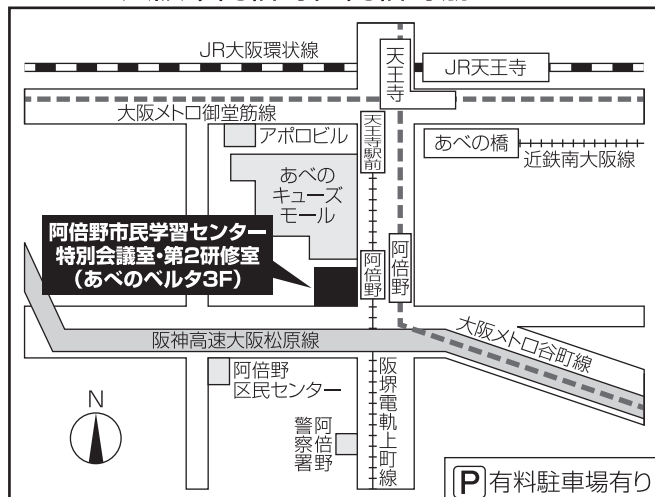 JR大阪環状線
天王寺
JR天王寺
大阪メトロ御堂筋線
アポロビル
天王寺駅前
あべの橋
近鉄南大阪線
あべの
キューズ
モール
阿倍野市民学習センター
特別会議室・第2研修室
(あべのベルタ3F)
阿倍野
阿倍野
阪神高速大阪松原線
大阪メトロ谷町線
阿倍野
区民センター
N
阿倍野
警察署
阪堺電軌上町線
P 有料駐車場有り